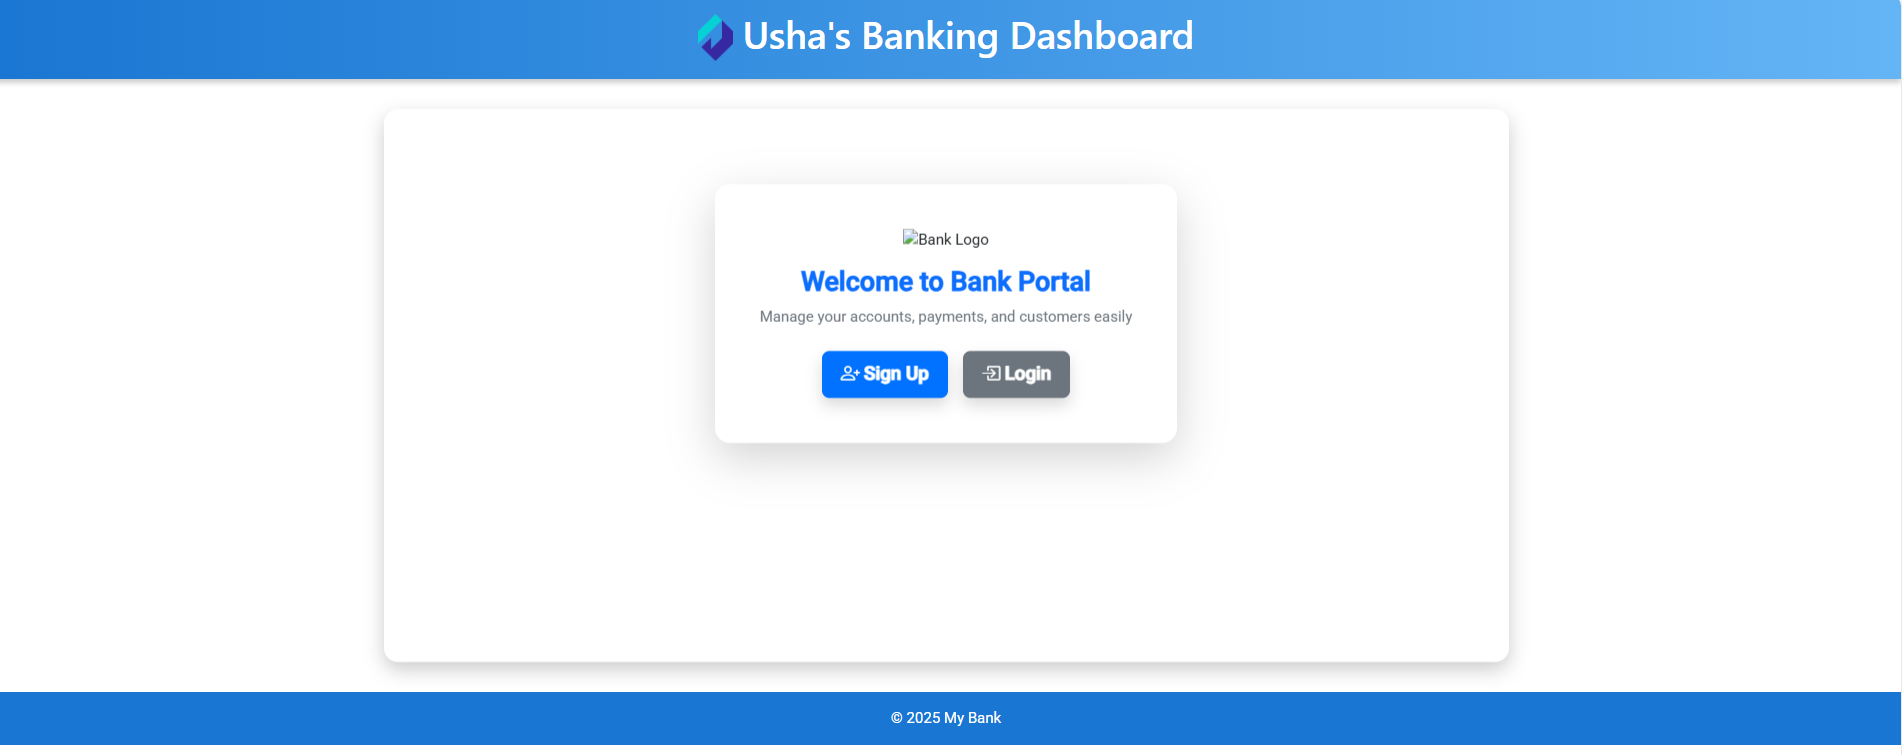 Usha's Banking Dashboard
Bank Logo
Welcome to Bank Portal
Manage your accounts, payments, and customers easily
Sign Up
Login
© 2025 My Bank